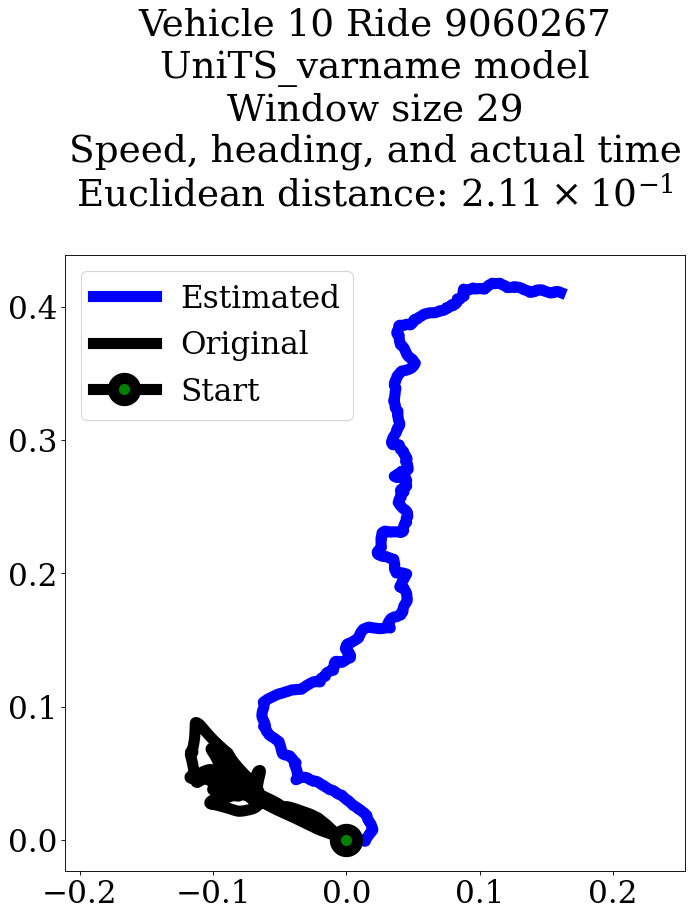 Vehicle 10 Ride 9060267
UniTS_varname model
Window size 29
Speed, heading, and actual time
Euclidean distance: 2.11 × 10⁻¹
Estimated
Original
Start
0.4
0.3
0.2
0.1
0.0
−0.2 −0.1 0.0 0.1 0.2